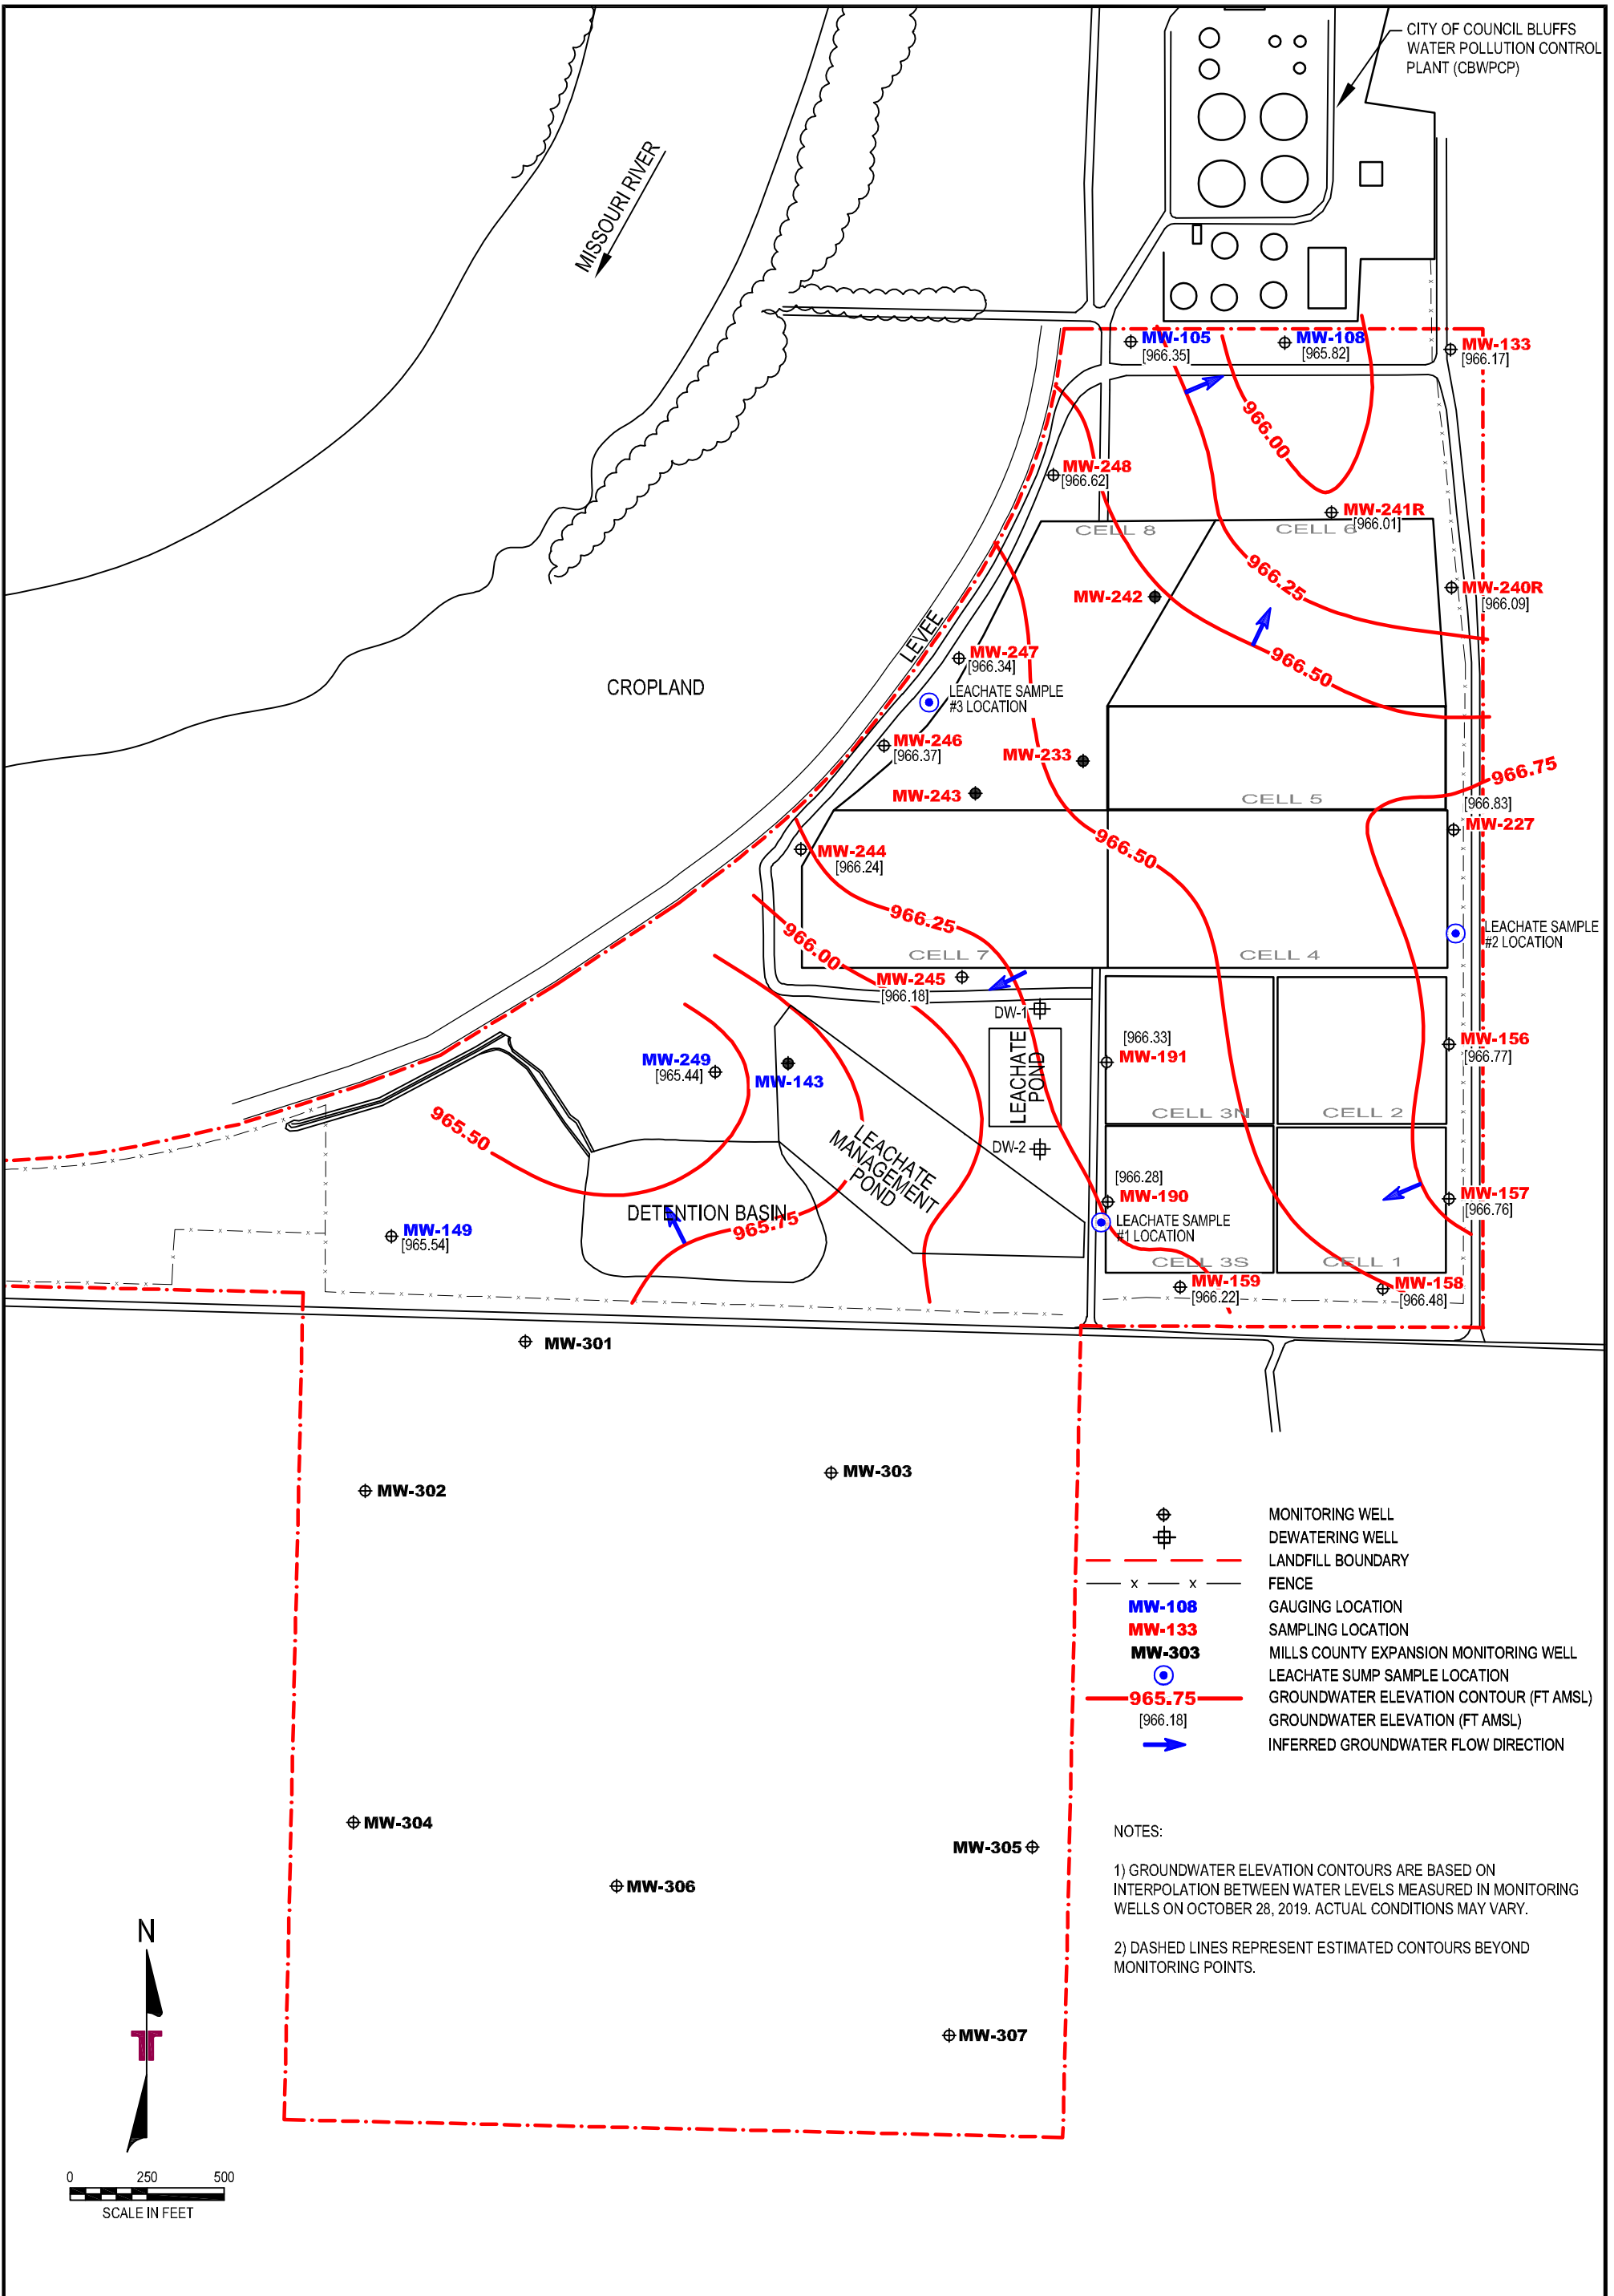 CITY OF COUNCIL BLUFFS
WATER POLLUTION CONTROL
PLANT (CBWPCP)
MISSOURI RIVER
MW-105
[966.35]
MW-108
[965.82]
MW-133
[966.17]
966.00
MW-248
[966.62]
MW-241R
[966.01]
CELL 8
CELL 6
966.25
MW-240R
[966.09]
MW-242
LEVEE
966.50
MW-247
[966.34]
CROPLAND
LEACHATE SAMPLE
#3 LOCATION
MW-246
[966.37]
MW-233
966.75
MW-243
CELL 5
[966.83]
MW-227
966.50
MW-244
[966.24]
966.25
966.00
LEACHATE SAMPLE
#2 LOCATION
CELL 7
CELL 4
MW-245
[966.18]
DW-1
[966.33]
MW-191
MW-156
[966.77]
LEACHATE
POND
MW-249
[965.44]
MW-143
965.50
CELL 3N
CELL 2
LEACHATE
MANAGEMENT
POND
DW-2
[966.28]
MW-190
MW-157
[966.76]
DETENTION BASIN
965.75
LEACHATE SAMPLE
#1 LOCATION
MW-149
[965.54]
CELL 3S
CELL 1
MW-159
[966.22]
MW-158
[966.48]
MW-301
MW-302
MW-303
MONITORING WELL
DEWATERING WELL
LANDFILL BOUNDARY
x x FENCE
MW-108 GAUGING LOCATION
MW-133 SAMPLING LOCATION
MW-303 MILLS COUNTY EXPANSION MONITORING WELL
LEACHATE SUMP SAMPLE LOCATION
965.75 GROUNDWATER ELEVATION CONTOUR (FT AMSL)
[966.18] GROUNDWATER ELEVATION (FT AMSL)
INFERRED GROUNDWATER FLOW DIRECTION
MW-304
MW-305
MW-306
MW-307
NOTES:
1) GROUNDWATER ELEVATION CONTOURS ARE BASED ON
INTERPOLATION BETWEEN WATER LEVELS MEASURED IN MONITORING
WELLS ON OCTOBER 28, 2019. ACTUAL CONDITIONS MAY VARY.
2) DASHED LINES REPRESENT ESTIMATED CONTOURS BEYOND
MONITORING POINTS.
N
0 250 500
SCALE IN FEET